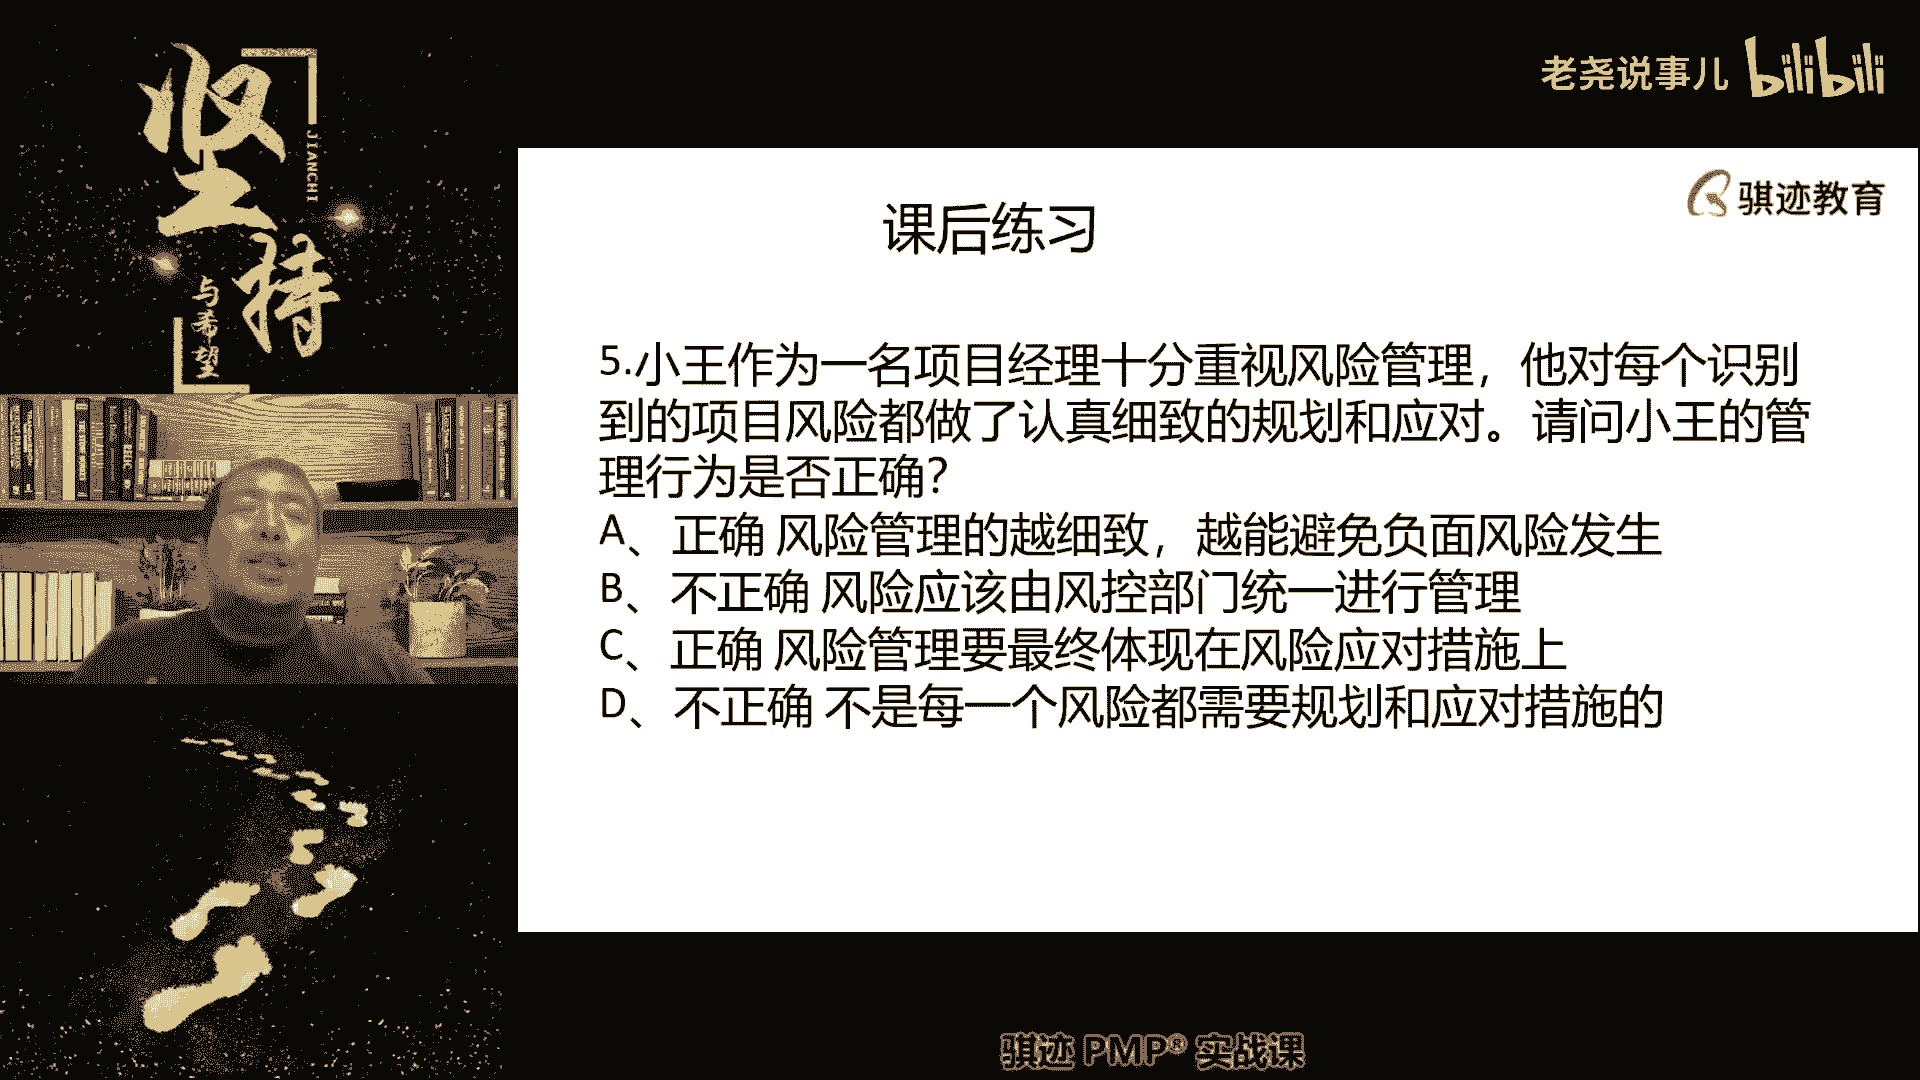 坚持
JIANCHI
与希望
老尧说事儿 bilibili
骐迹教育
课后练习
5.小王作为一名项目经理十分重视风险管理，他对每个识别
到的项目风险都做了认真细致的规划和应对。请问小王的管
理行为是否正确？
A、正确 风险管理的越细致，越能避免负面风险发生
B、不正确 风险应该由风控部门统一进行管理
C、正确 风险管理要最终体现在风险应对措施上
D、不正确 不是每一个风险都需要规划和应对措施的
骐迹 PMP® 实战课